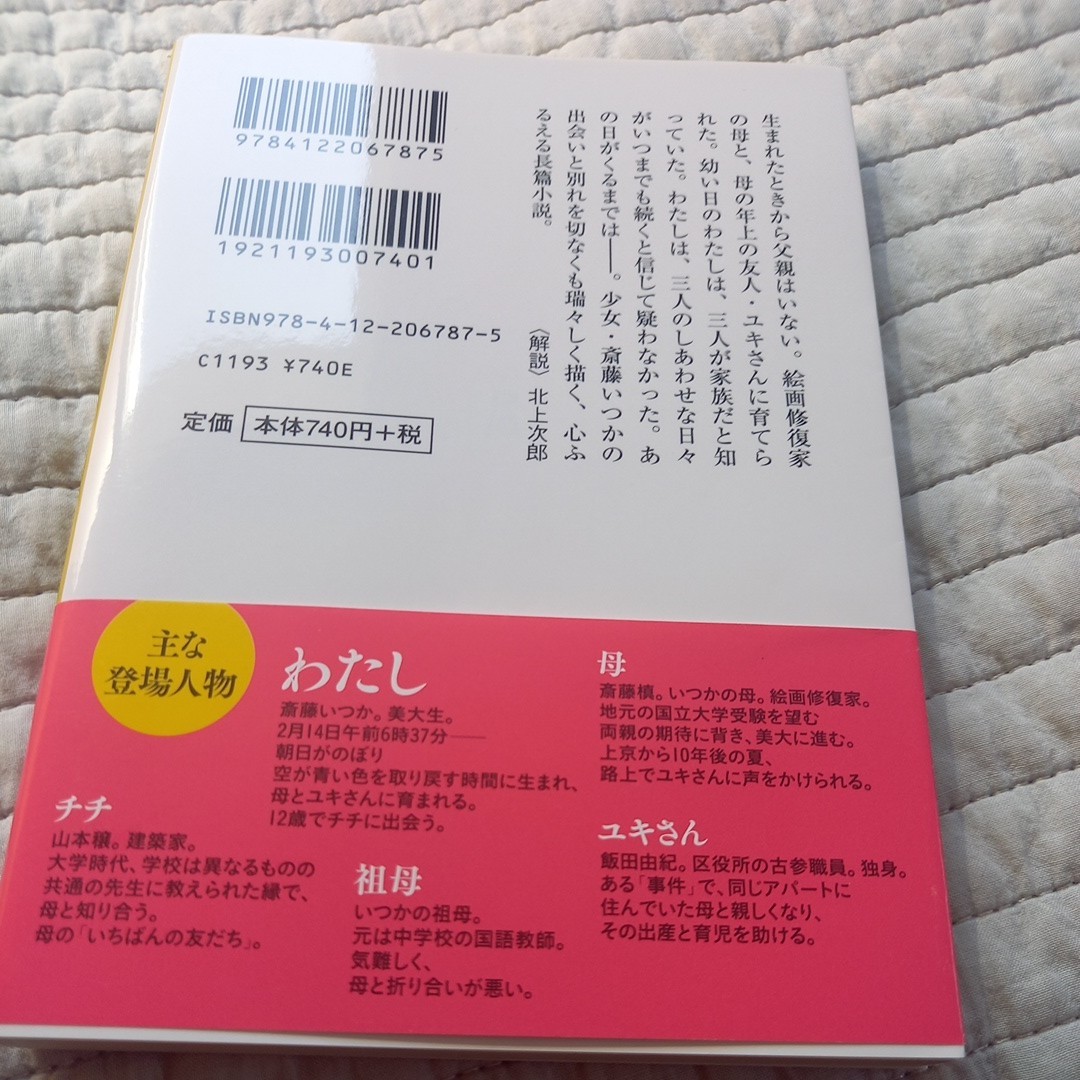 9784122067875
1921193007401
ISBN978-4-12-206787-5
C1193 ¥740E
定価 本体740円+税
生まれたときから父親はいない。絵画修復家
の母と、母の年上の友人・ユキさんに育てら
れた。幼い日のわたしは、三人が家族だと知
っていた。わたしは、三人のしあわせな日々
がいつまでも続くと信じて疑わなかった。あ
の日がくるまでは――。少女・斎藤いつかの
出会いと別れを切なくも瑞々しく描く、心ふ
るえる長篇小説。
〈解説〉北上次郎
主な
登場人物
わたし
斎藤いつか。美大生。
2月14日午前6時37分――
朝日がのぼり
空が青い色を取り戻す時間に生まれ、
母とユキさんに育まれる。
12歳でチチに出会う。
母
斎藤槙。いつかの母。絵画修復家。
地元の国立大学受験を望む
両親の期待に背き、美大に進む。
上京から10年後の夏、
路上でユキさんに声をかけられる。
チチ
山本穣。建築家。
大学時代、学校は異なるものの
共通の先生に教えられた縁で、
母と知り合う。
母の「いちばんの友だち」。
祖母
いつかの祖母。
元は中学校の国語教師。
気難しく、
母と折り合いが悪い。
ユキさん
飯田由紀。区役所の古参職員。独身。
ある「事件」で、同じアパートに
住んでいた母と親しくなり、
その出産と育児を助ける。